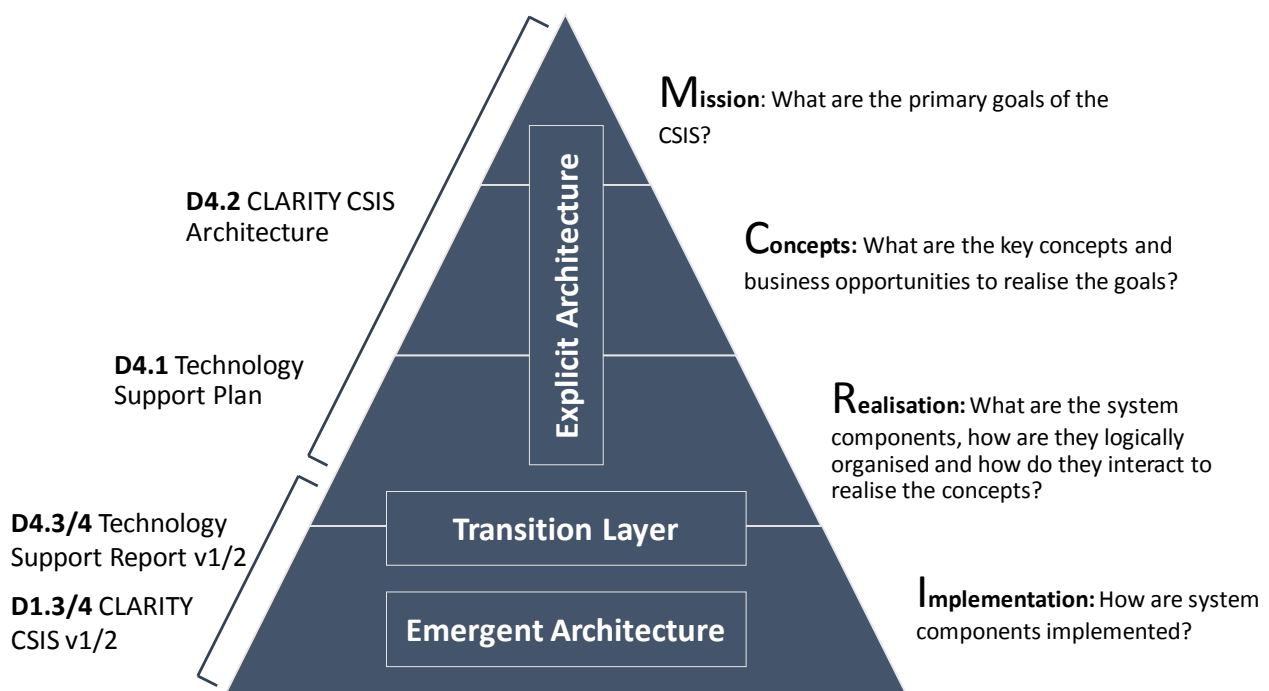 Mission: What are the primary goals of the
CSIS?
D4.2 CLARITY CSIS
Architecture
Explicit Architecture
Concepts: What are the key concepts and
business opportunities to realise the goals?
D4.1 Technology
Support Plan
Realisation: What are the system
components, how are they logically
organised and how do they interact to
realise the concepts?
D4.3/4 Technology
Support Report v1/2
Transition Layer
D1.3/4 CLARITY
CSIS v1/2
Emergent Architecture
Implementation: How are system
components implemented?